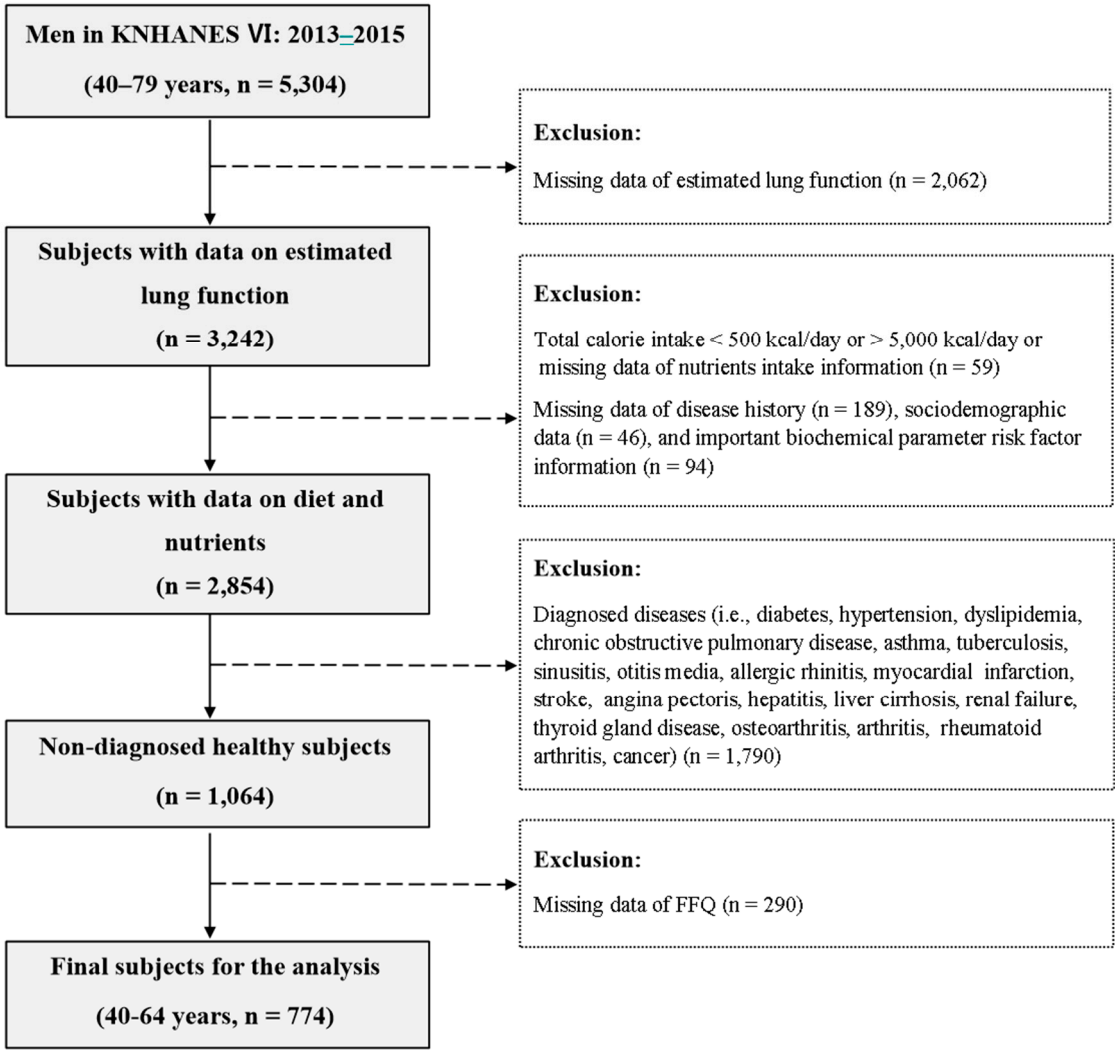 Men in KNHANES Ⅵ: 2013–2015
(40–79 years, n = 5,304)
Exclusion:
Missing data of estimated lung function (n = 2,062)
Subjects with data on estimated
lung function
(n = 3,242)
Exclusion:
Total calorie intake < 500 kcal/day or > 5,000 kcal/day or
missing data of nutrients intake information (n = 59)
Missing data of disease history (n = 189), sociodemographic
data (n = 46), and important biochemical parameter risk factor
information (n = 94)
Subjects with data on diet and
nutrients
(n = 2,854)
Exclusion:
Diagnosed diseases (i.e., diabetes, hypertension, dyslipidemia,
chronic obstructive pulmonary disease, asthma, tuberculosis,
sinusitis, otitis media, allergic rhinitis, myocardial infarction,
stroke, angina pectoris, hepatitis, liver cirrhosis, renal failure,
thyroid gland disease, osteoarthritis, arthritis, rheumatoid
arthritis, cancer) (n = 1,790)
Non-diagnosed healthy subjects
(n = 1,064)
Exclusion:
Missing data of FFQ (n = 290)
Final subjects for the analysis
(40-64 years, n = 774)